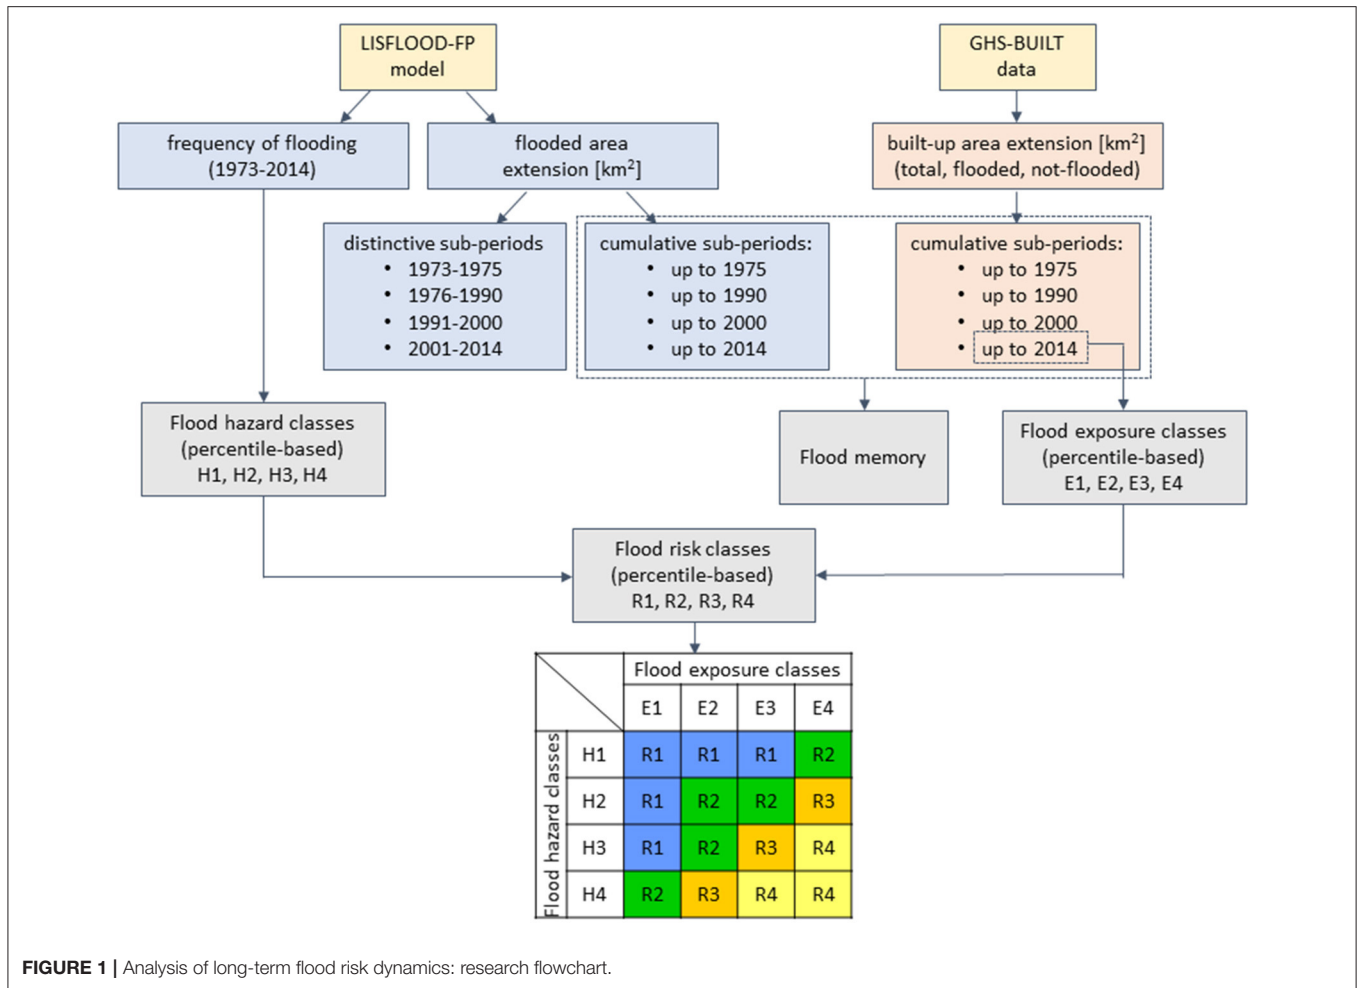 LISFLOOD-FP
model
GHS-BUILT
data
frequency of flooding
(1973-2014)
flooded area
extension [km²]
built-up area extension [km²]
(total, flooded, not-flooded)
distinctive sub-periods
• 1973-1975
• 1976-1990
• 1991-2000
• 2001-2014
cumulative sub-periods:
• up to 1975
• up to 1990
• up to 2000
• up to 2014
cumulative sub-periods:
• up to 1975
• up to 1990
• up to 2000
• up to 2014
Flood hazard classes
(percentile-based)
H1, H2, H3, H4
Flood memory
Flood exposure classes
(percentile-based)
E1, E2, E3, E4
Flood risk classes
(percentile-based)
R1, R2, R3, R4
Flood exposure classes
E1 E2 E3 E4
Flood hazard classes
H1 R1 R1 R1 R2
H2 R1 R2 R2 R3
H3 R1 R2 R3 R4
H4 R2 R3 R4 R4
FIGURE 1 | Analysis of long-term flood risk dynamics: research flowchart.